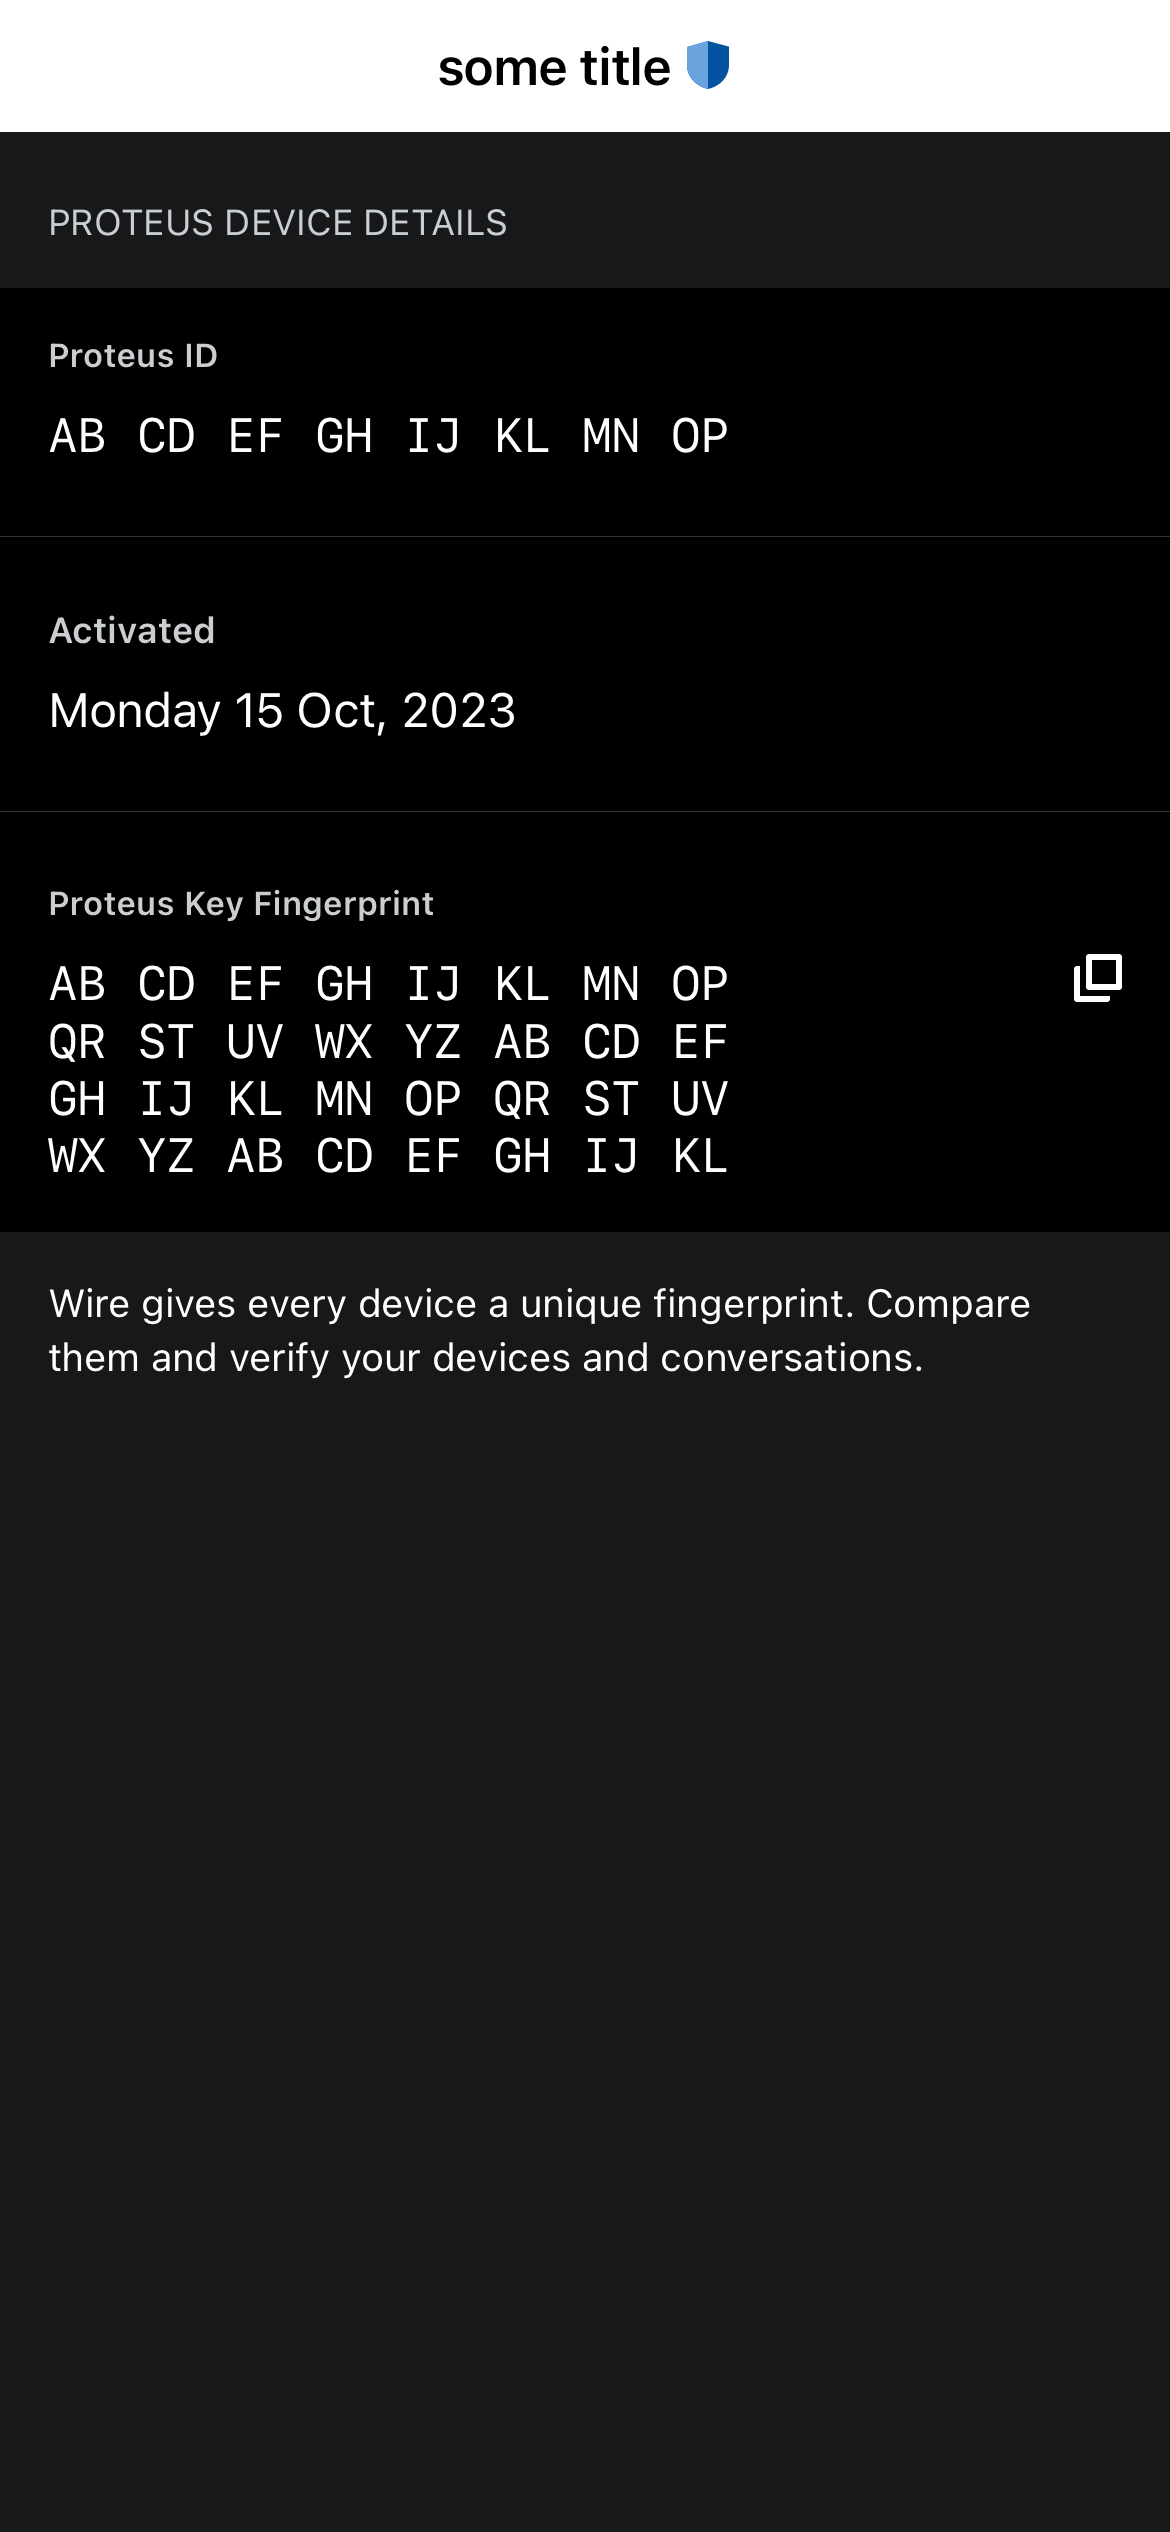 some title
PROTEUS DEVICE DETAILS
Proteus ID
AB CD EF GH IJ KL MN OP
Activated
Monday 15 Oct, 2023
Proteus Key Fingerprint
AB CD EF GH IJ KL MN OP
QR ST UV WX YZ AB CD EF
GH IJ KL MN OP QR ST UV
WX YZ AB CD EF GH IJ KL
Wire gives every device a unique fingerprint. Compare
them and verify your devices and conversations.